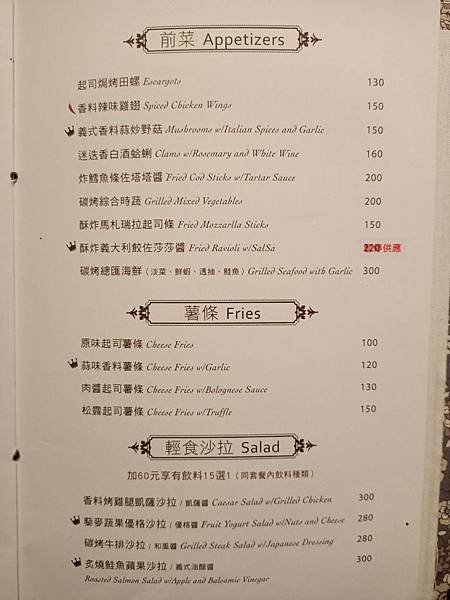 前菜 Appetizers
起司焗烤田螺 Escargots 130
香料辣味雞翅 Spiced Chicken Wings 150
義式香料蒜炒野菇 Mushrooms w/Italian Spices and Garlic 150
迷迭香白酒蛤蜊 Clams w/Rosemary and White Wine 160
炸鱈魚條佐塔塔醬 Fried Cod Sticks w/Tartar Sauce 200
碳烤綜合時蔬 Grilled Mixed Vegetables 200
酥炸馬札瑞拉起司條 Fried Mozzarlla Sticks 150
酥炸義大利餃佐莎莎醬 Fried Ravioli w/SalSa 供應
碳烤總匯海鮮 (淡菜、鮮蝦、透抽、鮭魚) Grilled Seafood with Garlic 300
薯條 Fries
原味起司薯條 Cheese Fries 100
蒜味香料薯條 Cheese Fries w/Garlic 120
肉醬起司薯條 Cheese Fries w/Bolognese Sauce 130
松露起司薯條 Cheese Fries w/Truffle 150
輕食沙拉 Salad
加60元享有飲料15選1 (同套餐內飲料種類)
香料烤雞腿凱薩沙拉 / 凱薩醬 Caesar Salad w/Grilled Chicken 300
藜麥蔬果優格沙拉 / 優格醬 Fruit Yogurt Salad w/Nuts and Cheese 280
碳烤牛排沙拉 / 和風醬 Grilled Steak Salad w/Japanese Dressing 280
炙燒鮭魚蘋果沙拉 / 義式油醋醬 300
Roasted Salmon Salad w/Apple and Balsamic Vinegar